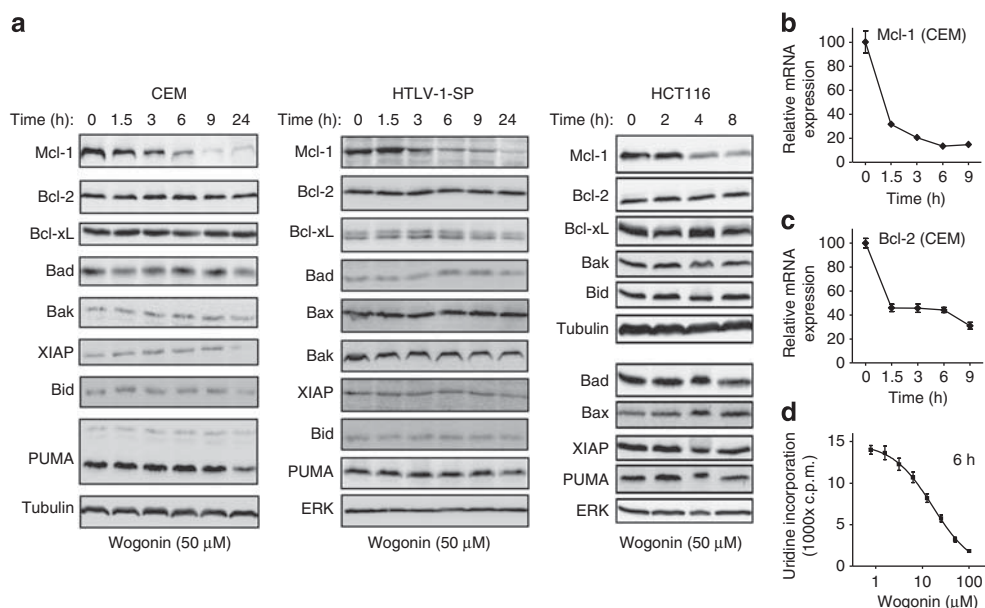 a
CEM
Time (h): 0 1.5 3 6 9 24
Mcl-1
Bcl-2
Bcl-xL
Bad
Bak
XIAP
Bid
PUMA
Tubulin
Wogonin (50 μM)
HTLV-1-SP
Time (h): 0 1.5 3 6 9 24
Mcl-1
Bcl-2
Bcl-xL
Bad
Bax
Bak
XIAP
Bid
PUMA
ERK
Wogonin (50 μM)
HCT116
Time (h): 0 2 4 8
Mcl-1
Bcl-2
Bcl-xL
Bak
Bid
Tubulin
Bad
Bax
XIAP
PUMA
ERK
Wogonin (50 μM)
b
Mcl-1 (CEM)
Relative mRNA
expression
100
80
60
40
20
0
0 1.5 3 6 9
Time (h)
c
Bcl-2 (CEM)
Relative mRNA
expression
100
80
60
40
20
0
0 1.5 3 6 9
Time (h)
d
6 h
Uridine incorporation
(1000x c.p.m.)
15
10
5
0
1 10 100
Wogonin (μM)